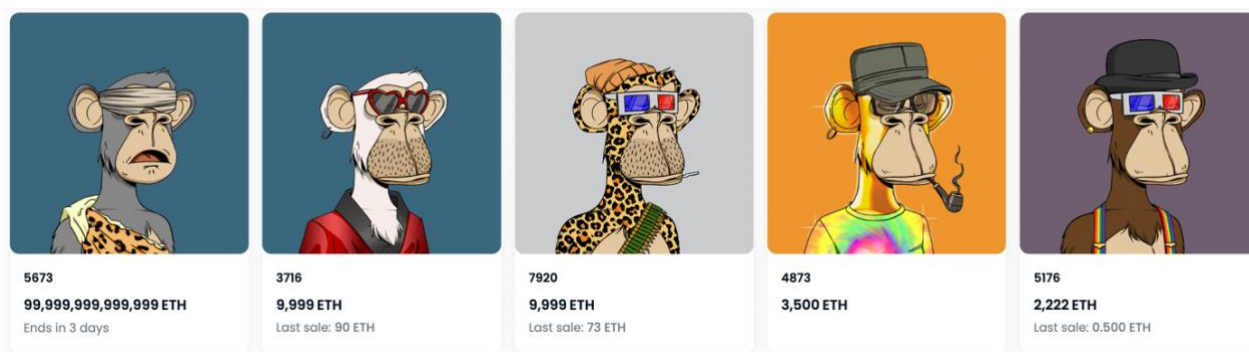 5673
99,999,999,999,999 ETH
Ends in 3 days
3716
9,999 ETH
Last sale: 90 ETH
7920
9,999 ETH
Last sale: 73 ETH
4873
3,500 ETH
5176
2,222 ETH
Last sale: 0.500 ETH